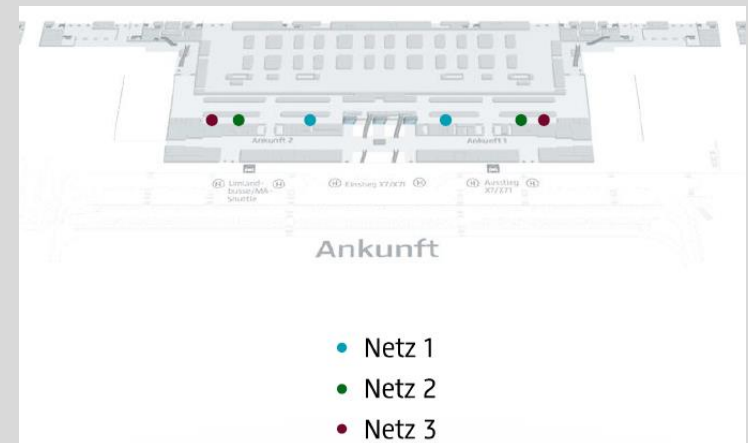 Ankunft 2
Ankunft 1
H H Einstieg X7/X71 H H Ausstieg X7/X71 H
Ankunft
• Netz 1
• Netz 2
• Netz 3